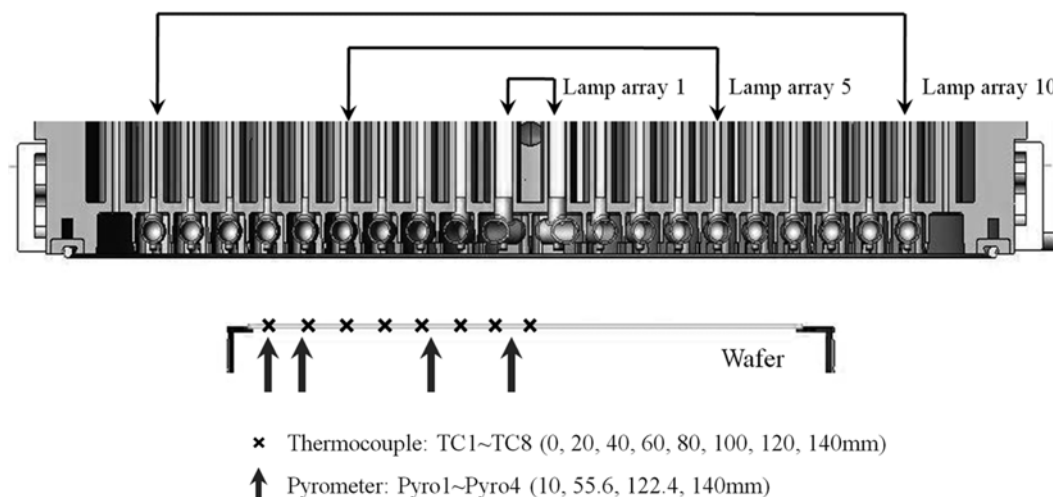 Lamp array 1
Lamp array 5
Lamp array 10
Wafer
Thermocouple: TC1~TC8 (0, 20, 40, 60, 80, 100, 120, 140mm)
Pyrometer: Pyro1~Pyro4 (10, 55.6, 122.4, 140mm)